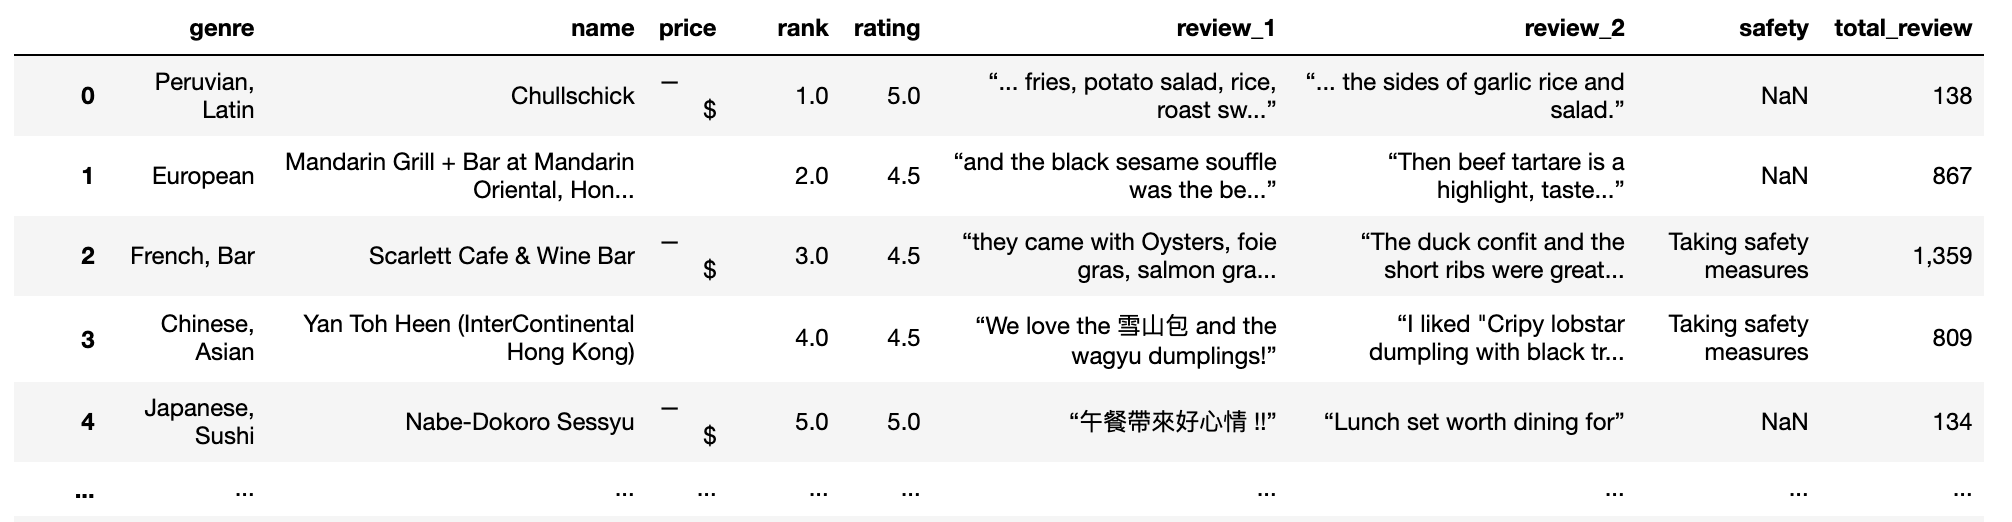 genre name price rank rating review_1 review_2 safety total_review
0 Peruvian, Latin Chullschick – $ 1.0 5.0 “... fries, potato salad, rice, roast sw...” “... the sides of garlic rice and salad.” NaN 138
1 European Mandarin Grill + Bar at Mandarin Oriental, Hon... 2.0 4.5 “and the black sesame souffle was the be...” “Then beef tartare is a highlight, taste...” NaN 867
2 French, Bar Scarlett Cafe & Wine Bar – $ 3.0 4.5 “they came with Oysters, foie gras, salmon gra... “The duck confit and the short ribs were great... Taking safety measures 1,359
3 Chinese, Asian Yan Toh Heen (InterContinental Hong Kong) 4.0 4.5 “We love the 雪山包 and the wagyu dumplings!” “I liked "Cripy lobstar dumpling with black tr... Taking safety measures 809
4 Japanese, Sushi Nabe-Dokoro Sessyu – $ 5.0 5.0 “午餐帶來好心情 !!” “Lunch set worth dining for” NaN 134
... ... ... ... ... ... ... ... ... ...